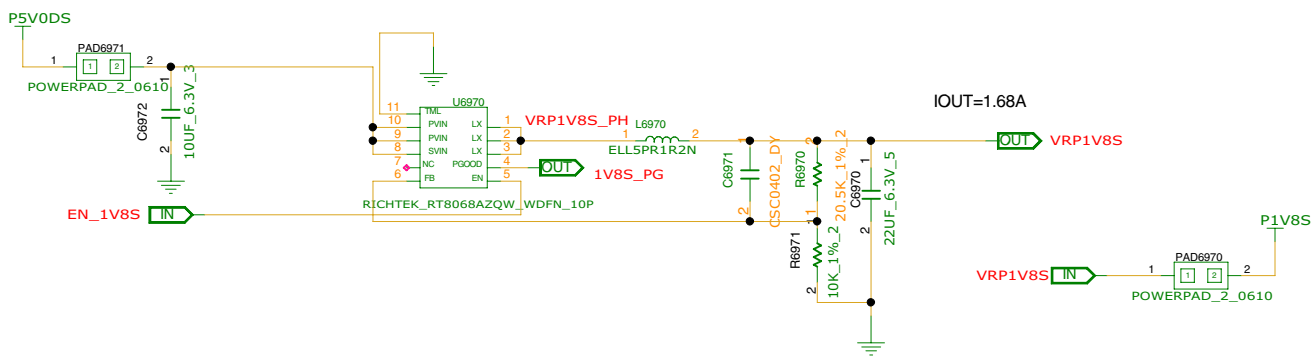 P5V0DS
PAD6971
1 1 2 2
POWERPAD_2_0610
1
C6972
10UF_6.3V_3
2
U6970
11 TML
10 PVIN LX 1
9 PVIN LX 2
8 SVIN LX 3
7 NC PGOOD 4
6 FB EN 5
RICHTEK_RT8068AZQW_WDFN_10P
VRP1V8S_PH
OUT
1V8S_PG
EN_1V8S IN
L6970
1 2
ELL5PR1R2N
1
C6971
CSC0402_DY
2
2
R6970
20.5K_1%_2
1
1
R6971
10K_1%_2
2
1
C6970
22UF_6.3V_5
2
IOUT=1.68A
OUT VRP1V8S
P1V8S
PAD6970
VRP1V8S IN 1 1 2 2
POWERPAD_2_0610